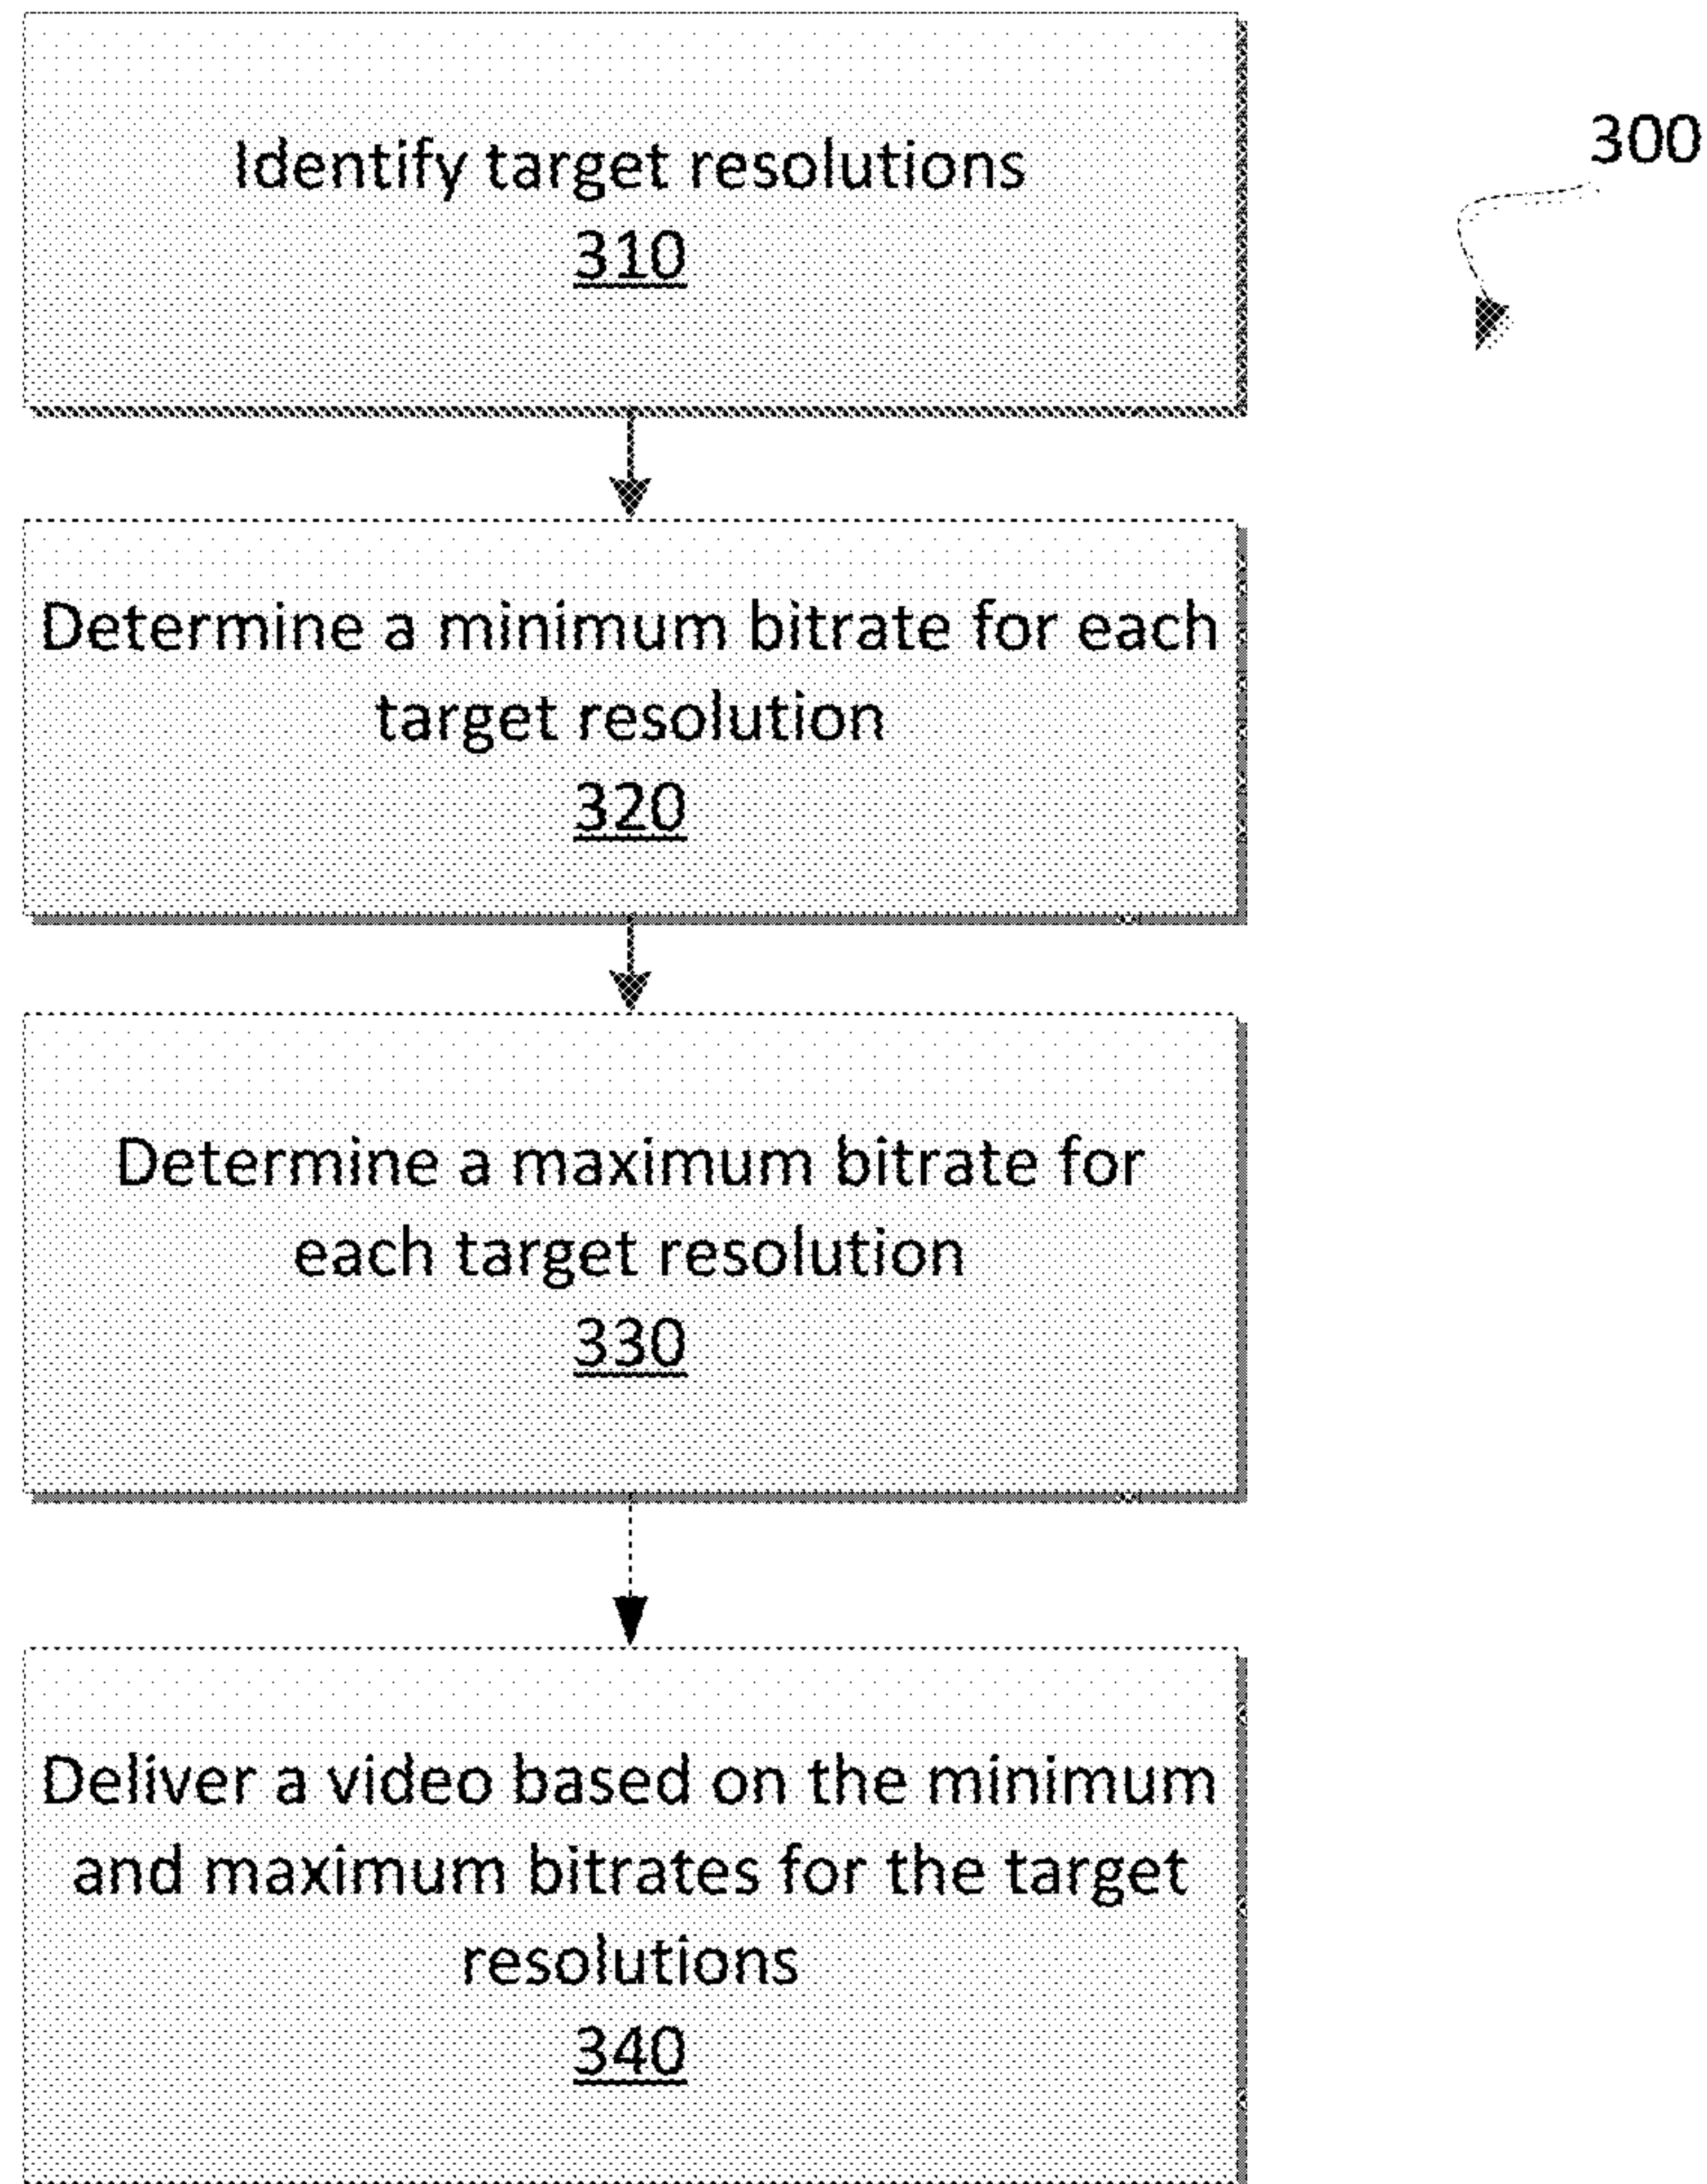 Identify target resolutions
310
300
Determine a minimum bitrate for each
target resolution
320
Determine a maximum bitrate for
each target resolution
330
Deliver a video based on the minimum
and maximum bitrates for the target
resolutions
340